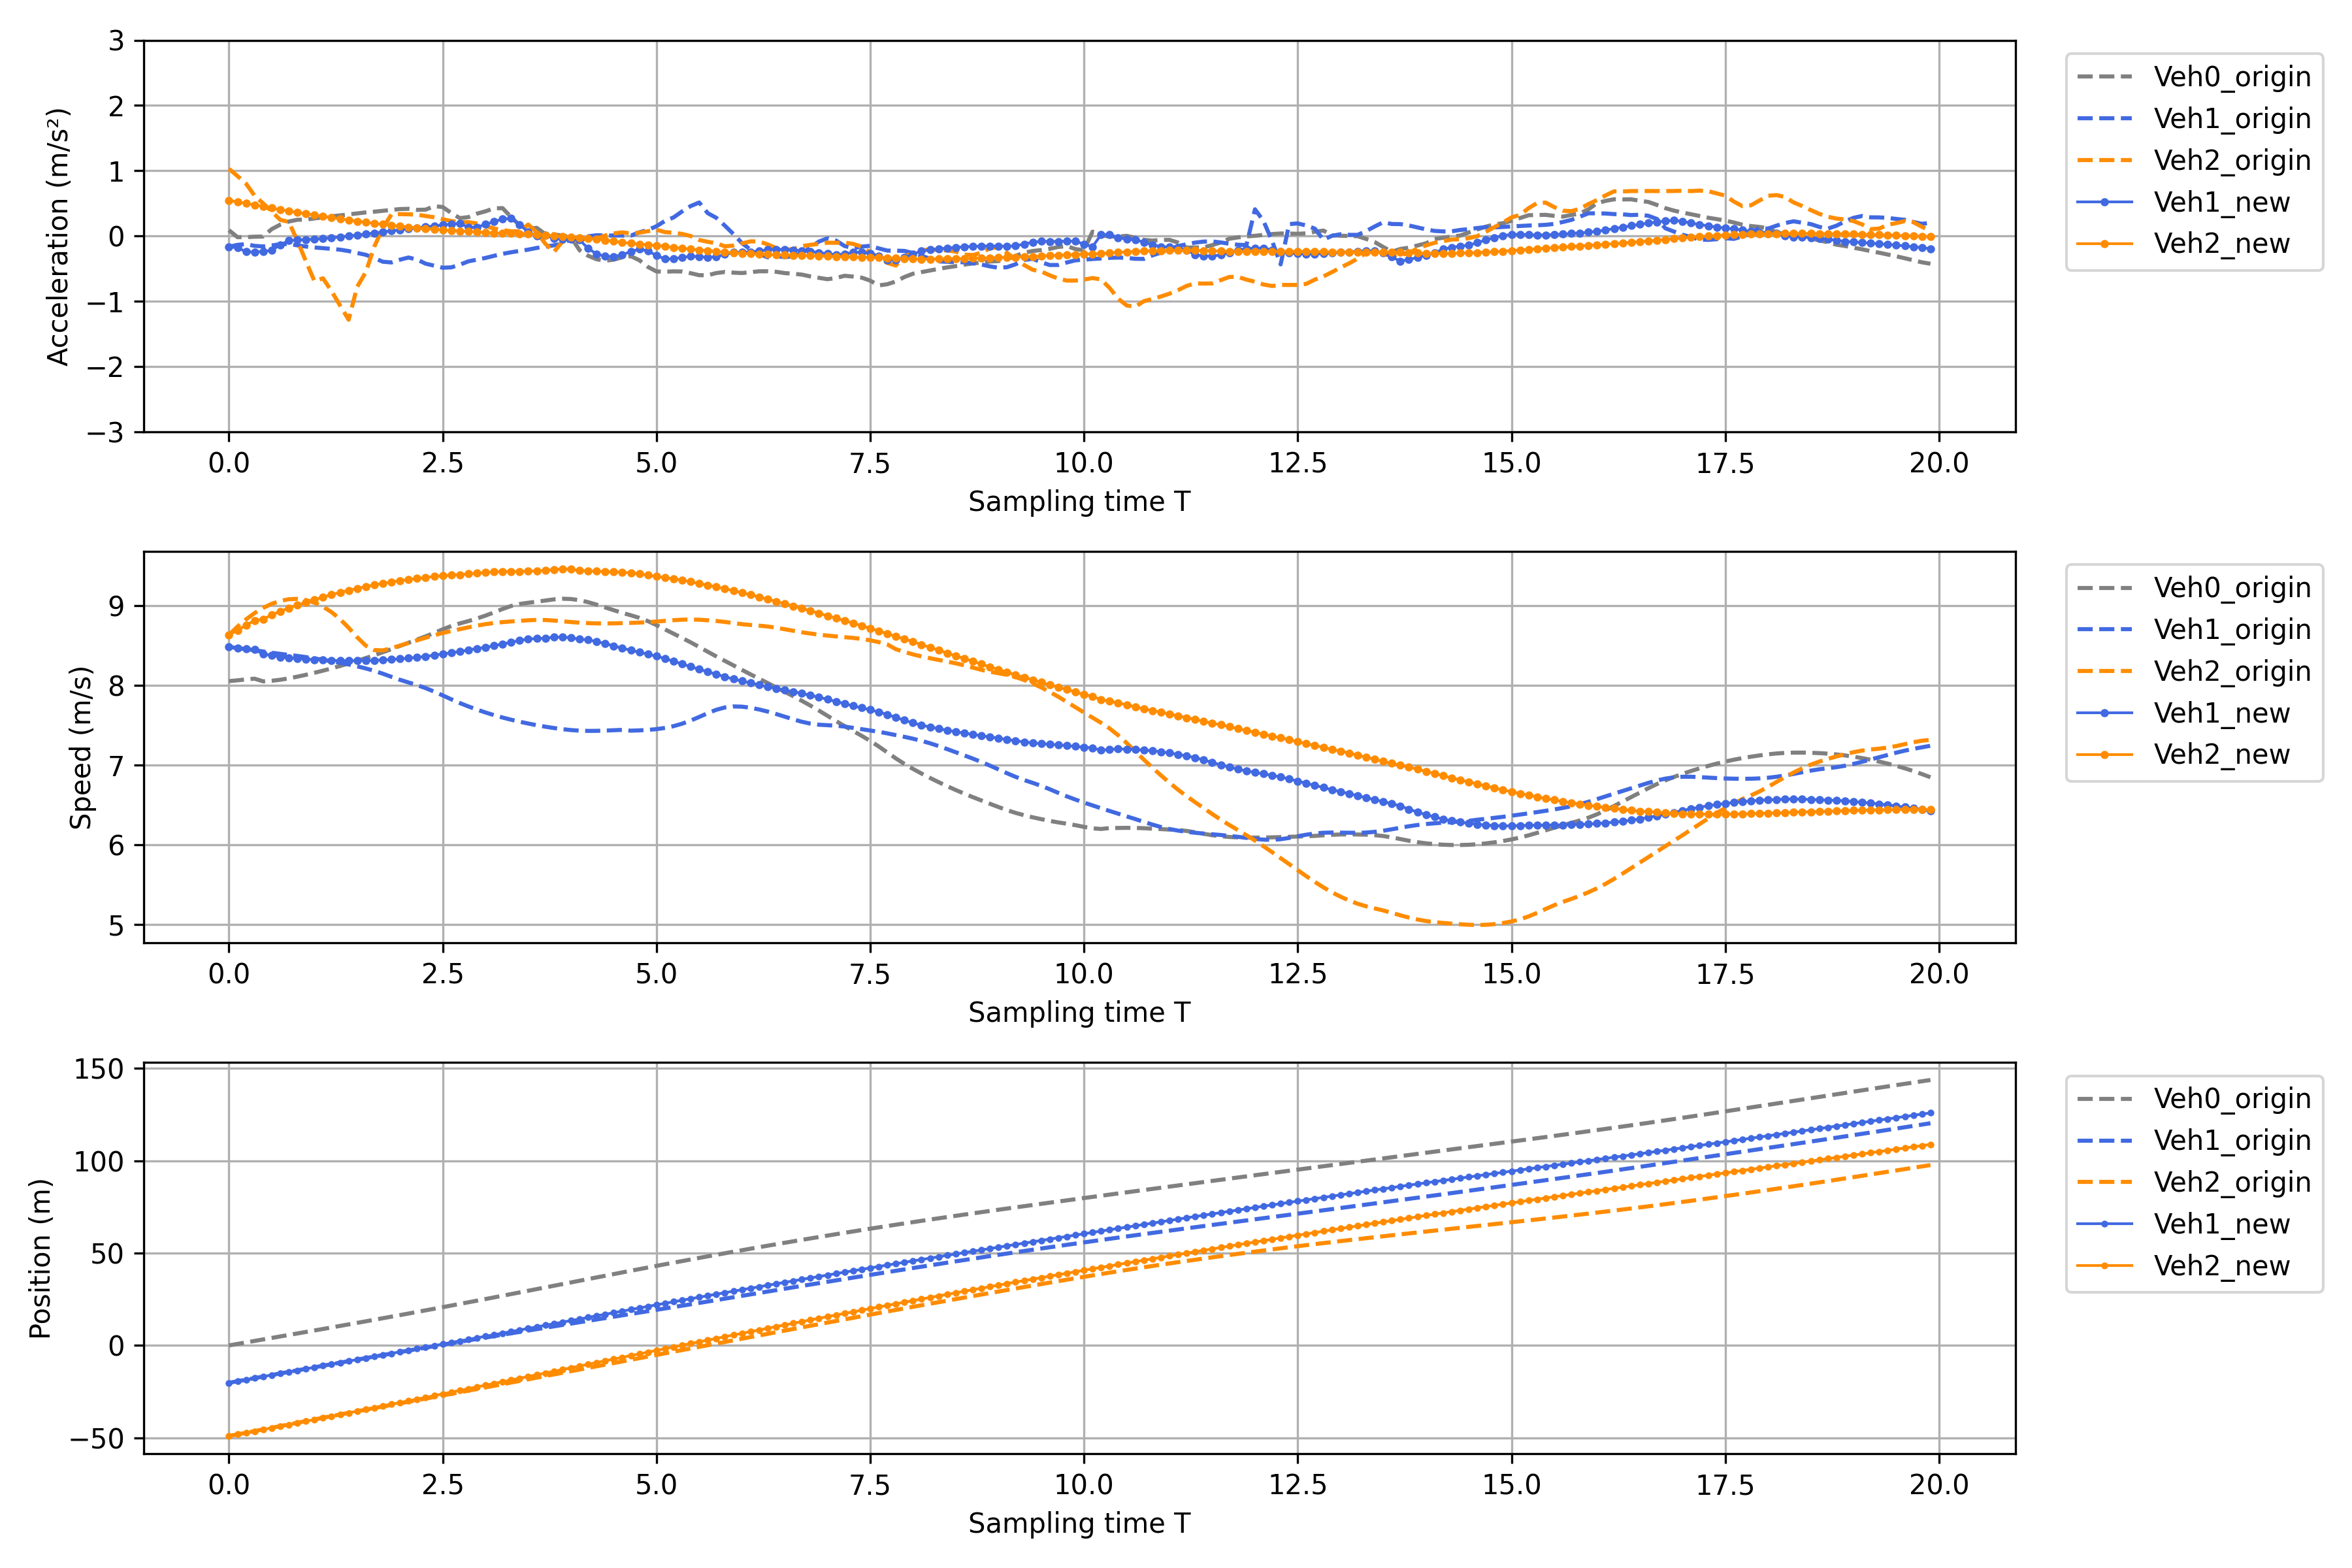 Acceleration (m/s²)
3
2
1
0
−1
−2
−3
0.0 2.5 5.0 7.5 10.0 12.5 15.0 17.5 20.0
Sampling time T
Veh0_origin
Veh1_origin
Veh2_origin
Veh1_new
Veh2_new
Speed (m/s)
9
8
7
6
5
0.0 2.5 5.0 7.5 10.0 12.5 15.0 17.5 20.0
Sampling time T
Veh0_origin
Veh1_origin
Veh2_origin
Veh1_new
Veh2_new
Position (m)
150
100
50
0
−50
0.0 2.5 5.0 7.5 10.0 12.5 15.0 17.5 20.0
Sampling time T
Veh0_origin
Veh1_origin
Veh2_origin
Veh1_new
Veh2_new